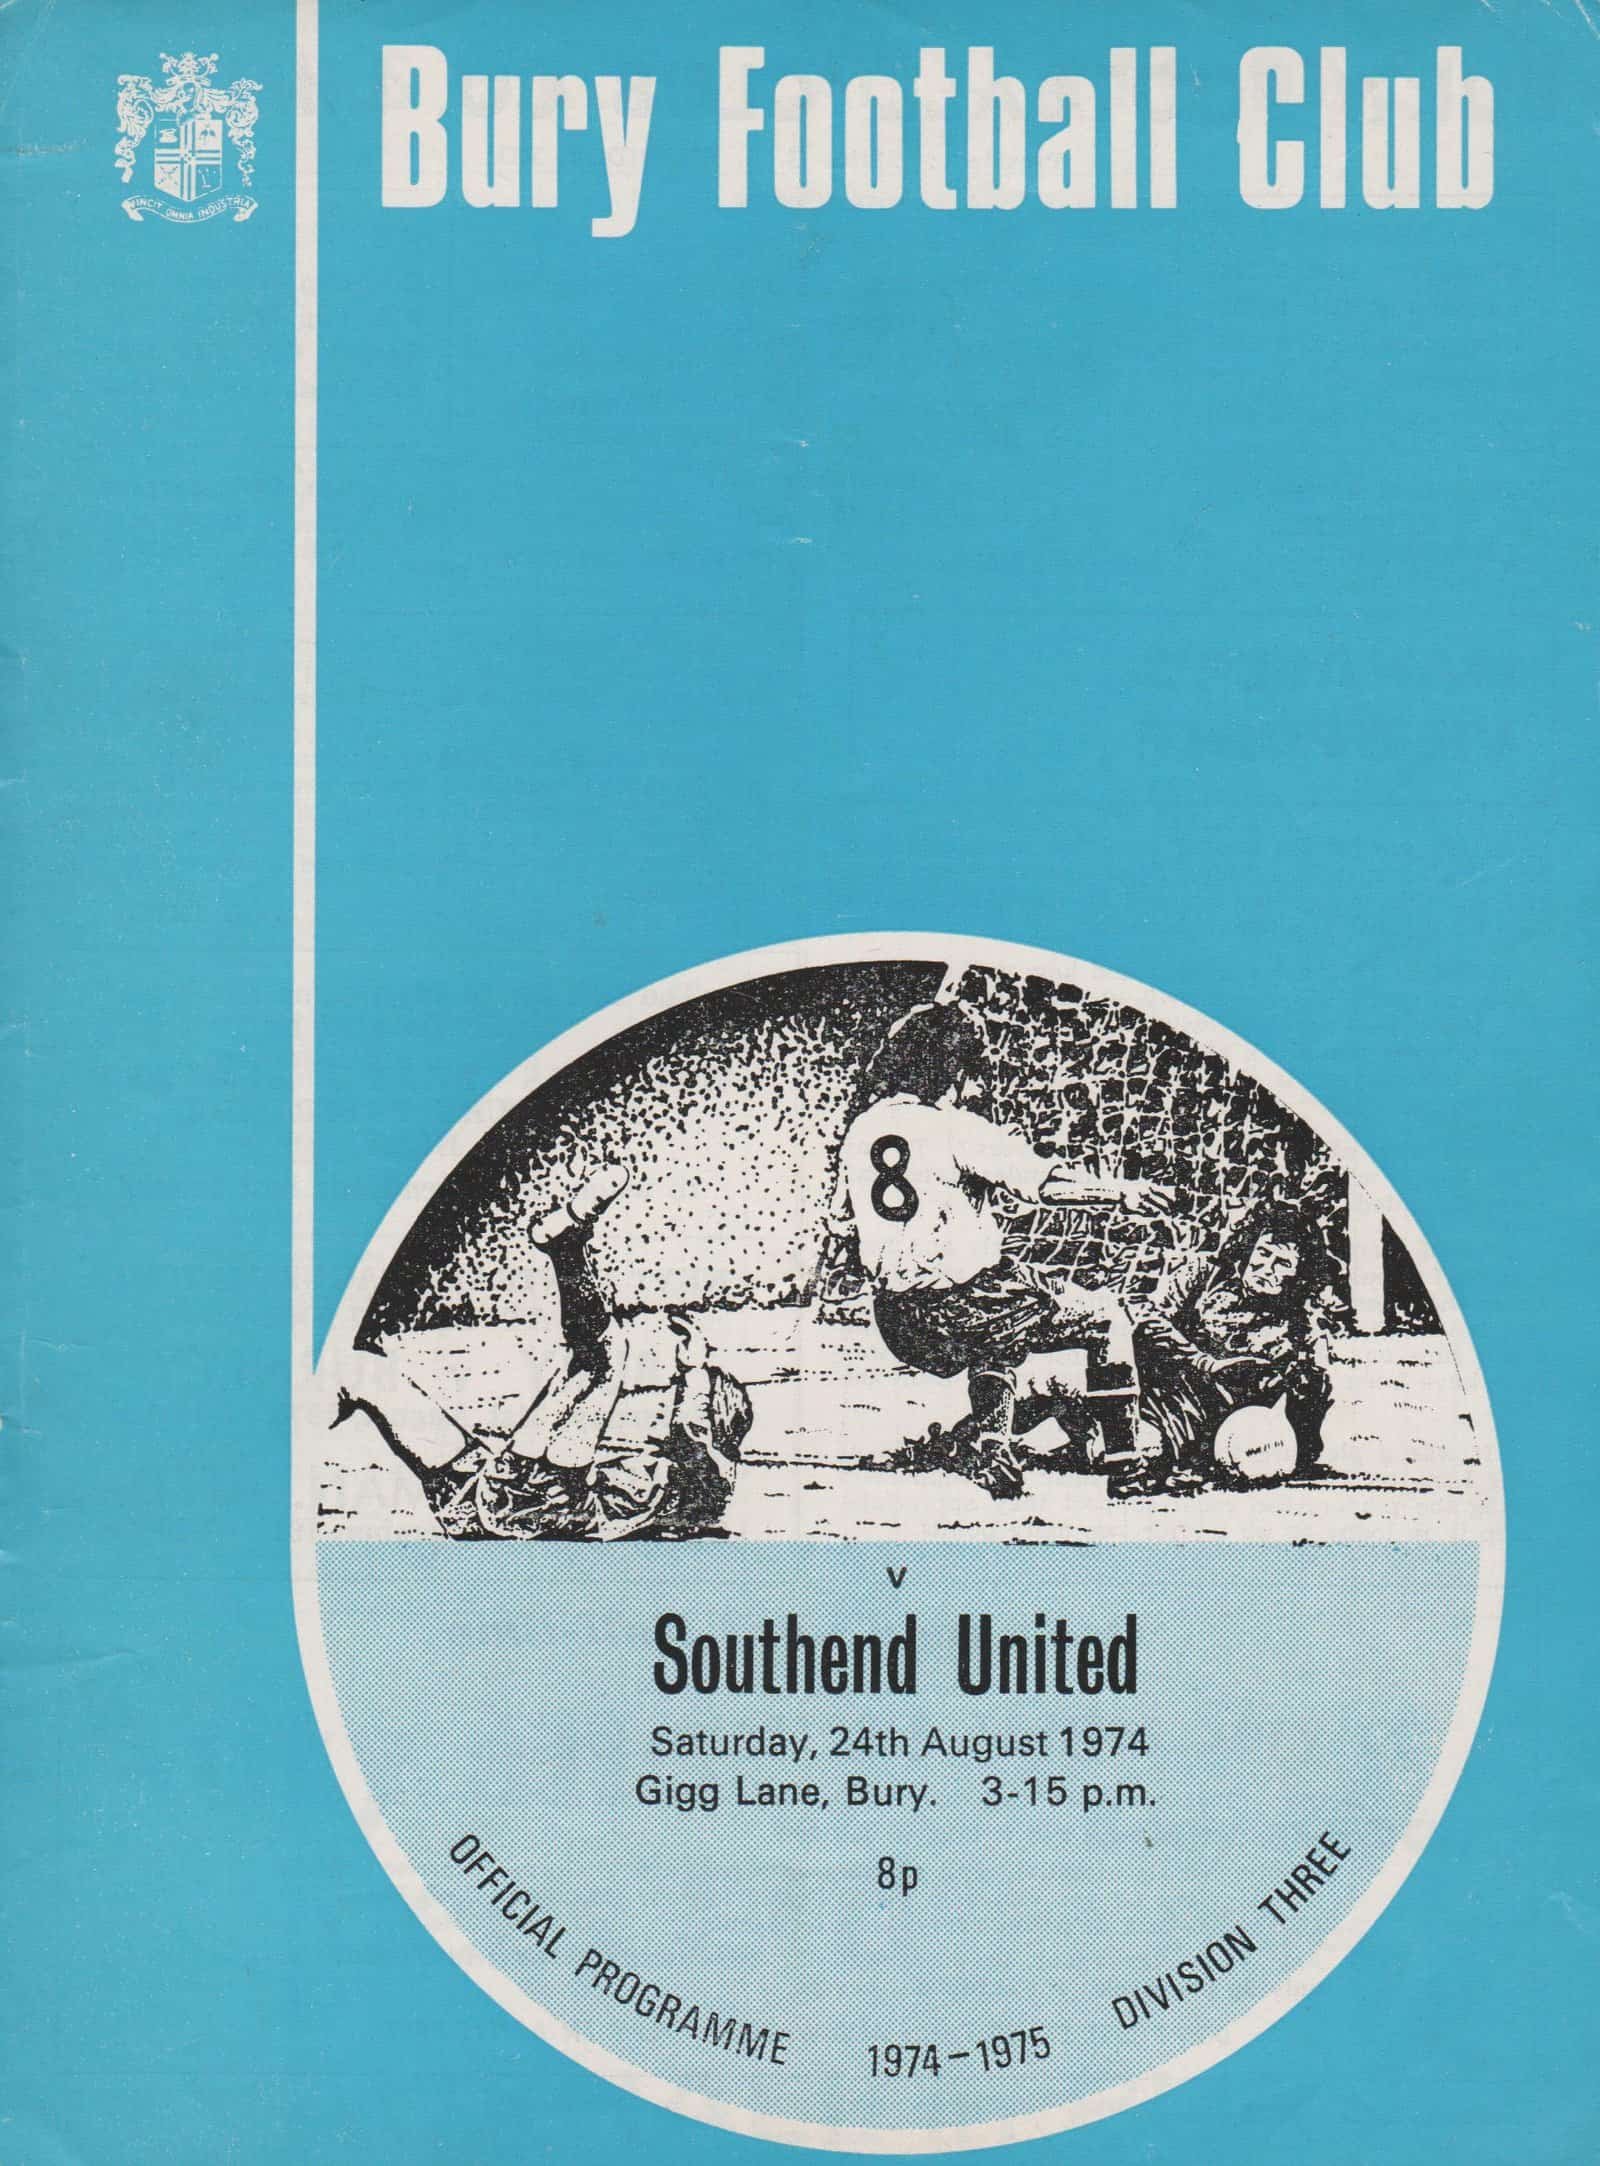 Bury Football Club
VINCIT OMNIA INDUSTRIA
8
v
Southend United
Saturday, 24th August 1974
Gigg Lane, Bury. 3-15 p.m.
8p
OFFICIAL PROGRAMME 1974-1975 DIVISION THREE